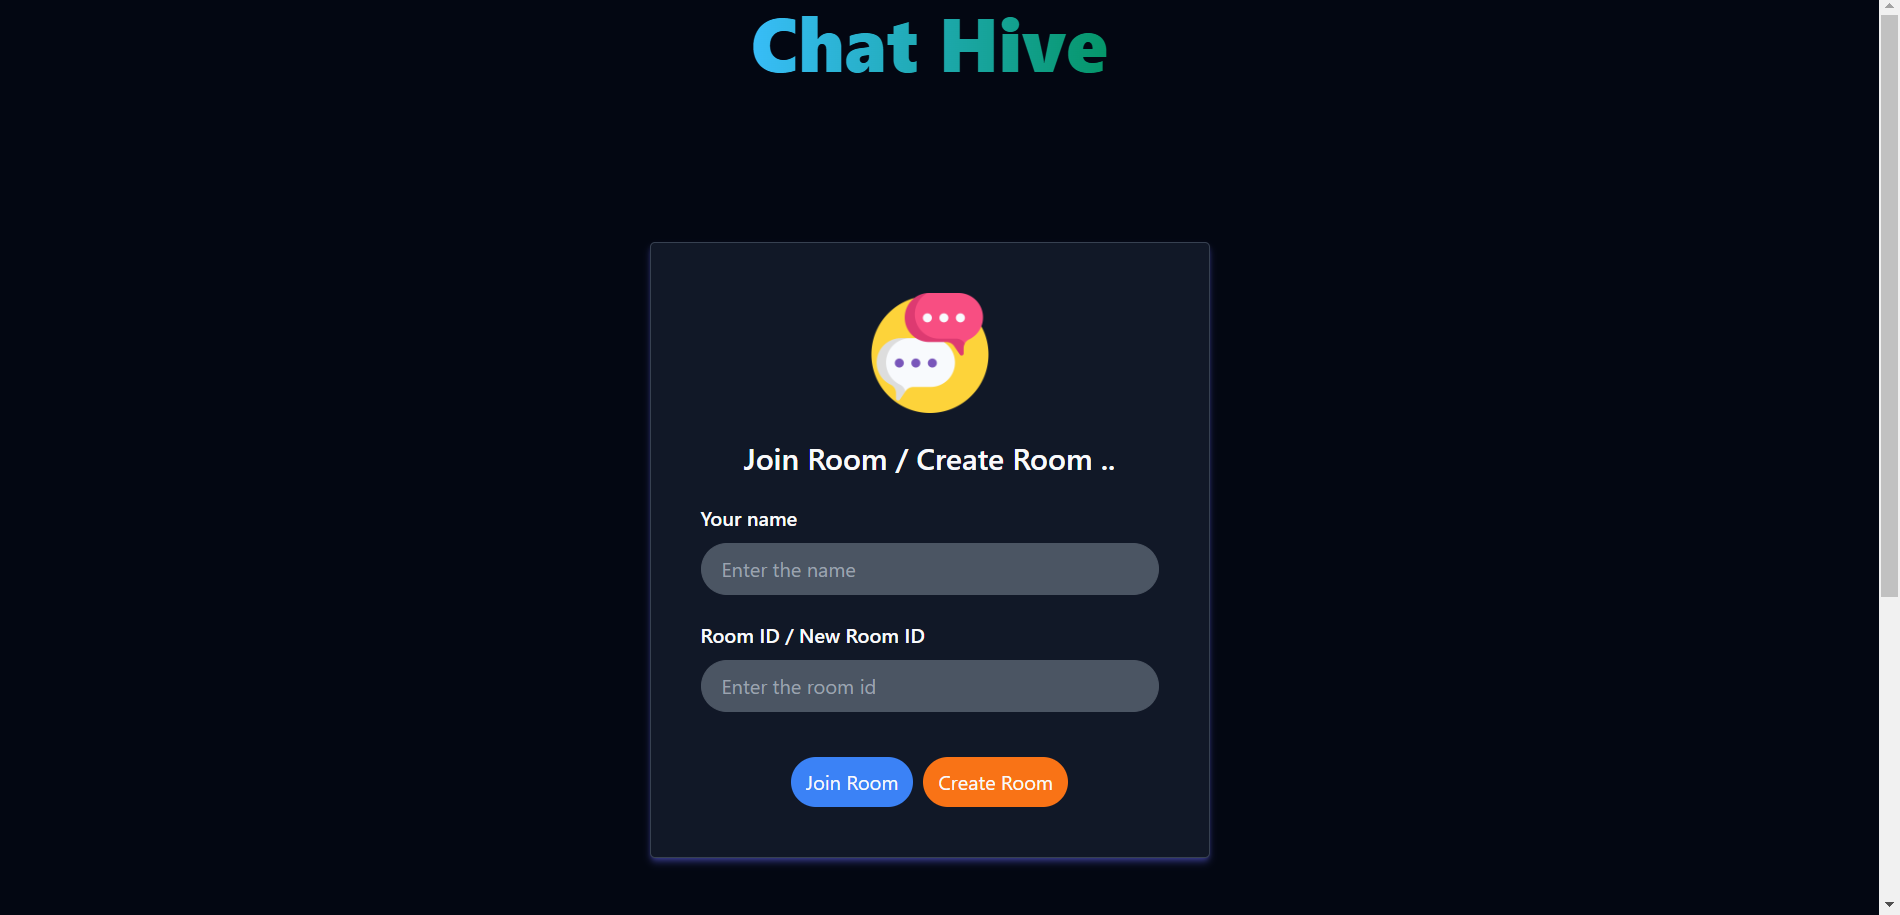 Chat Hive
Join Room / Create Room ..
Your name
Enter the name
Room ID / New Room ID
Enter the room id
Join Room
Create Room